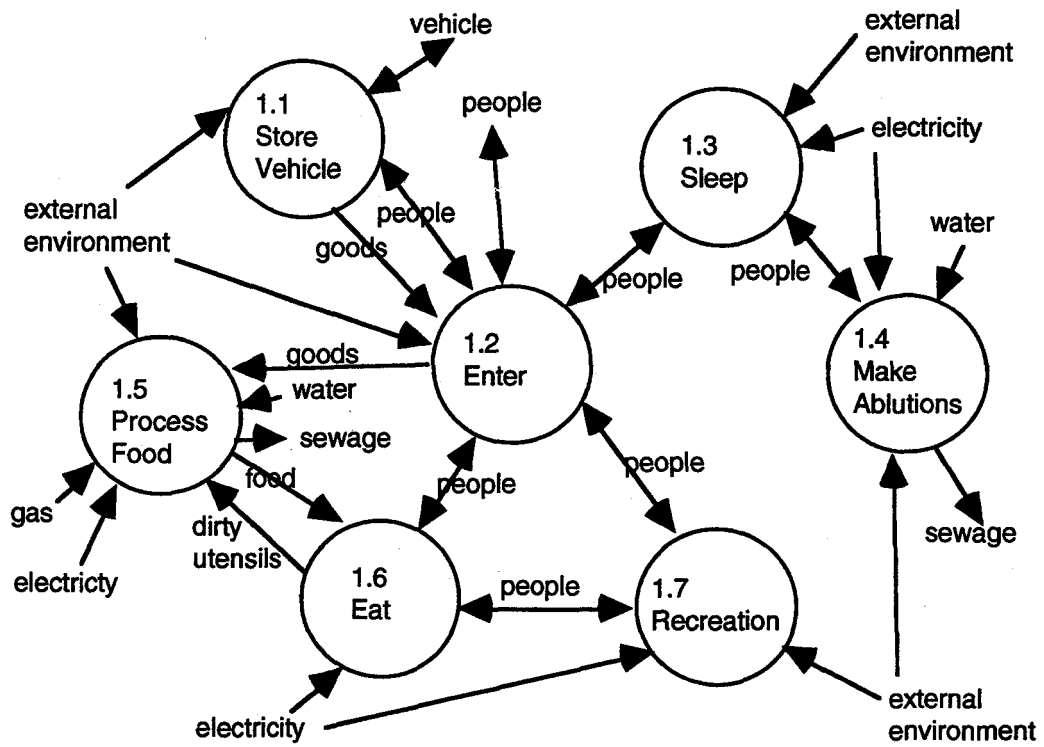 vehicle
external
environment
1.1
Store
Vehicle
people
electricity
1.3
Sleep
external
environment
people
goods
water
people
people
1.2
Enter
1.4
Make
Ablutions
goods
water
1.5
Process
Food
sewage
food
people
people
gas
dirty
utensils
sewage
electricty
1.6
Eat
people
1.7
Recreation
electricity
external
environment